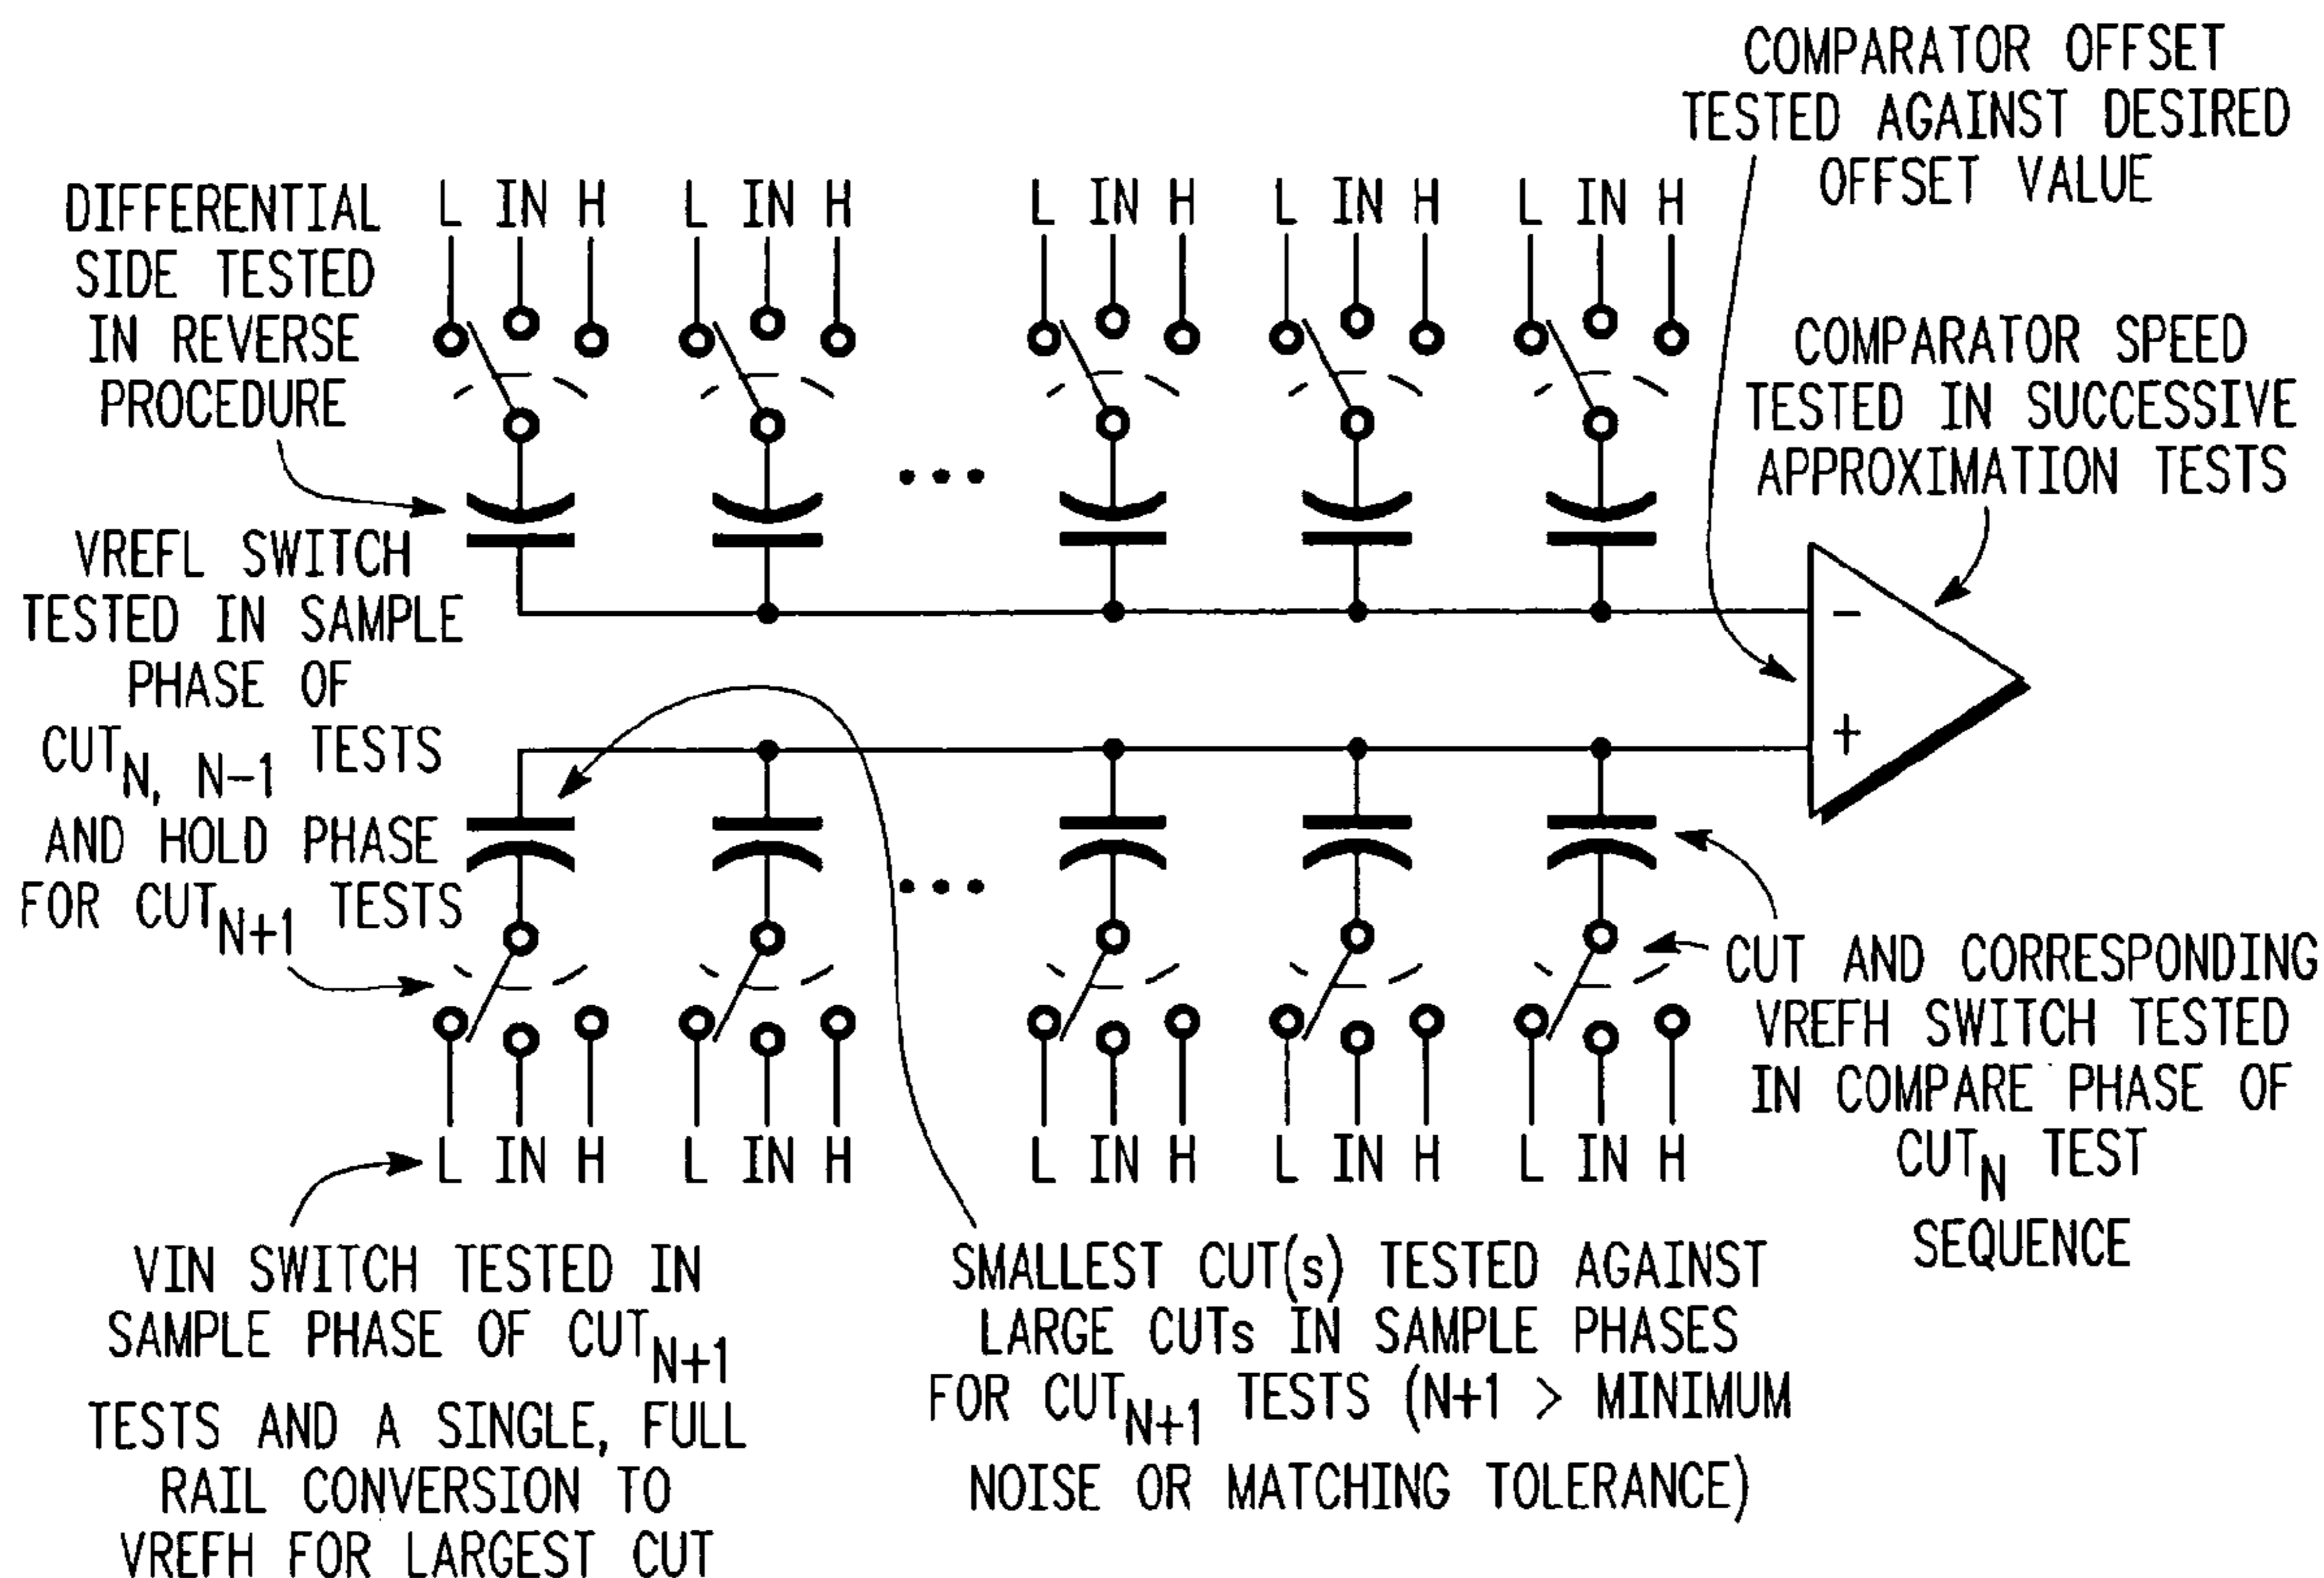 COMPARATOR OFFSET
TESTED AGAINST DESIRED
OFFSET VALUE
DIFFERENTIAL
SIDE TESTED
IN REVERSE
PROCEDURE
L IN H L IN H L IN H L IN H L IN H
COMPARATOR SPEED
TESTED IN SUCCESSIVE
APPROXIMATION TESTS
VREFL SWITCH
TESTED IN SAMPLE
PHASE OF
CUTN, N-1 TESTS
AND HOLD PHASE
FOR CUTN+1 TESTS
−
+
CUT AND CORRESPONDING
VREFH SWITCH TESTED
IN COMPARE PHASE OF
CUTN TEST
SEQUENCE
L IN H L IN H L IN H L IN H L IN H
VIN SWITCH TESTED IN
SAMPLE PHASE OF CUTN+1
TESTS AND A SINGLE, FULL
RAIL CONVERSION TO
VREFH FOR LARGEST CUT
SMALLEST CUT(s) TESTED AGAINST
LARGE CUTs IN SAMPLE PHASES
FOR CUTN+1 TESTS (N+1 > MINIMUM
NOISE OR MATCHING TOLERANCE)